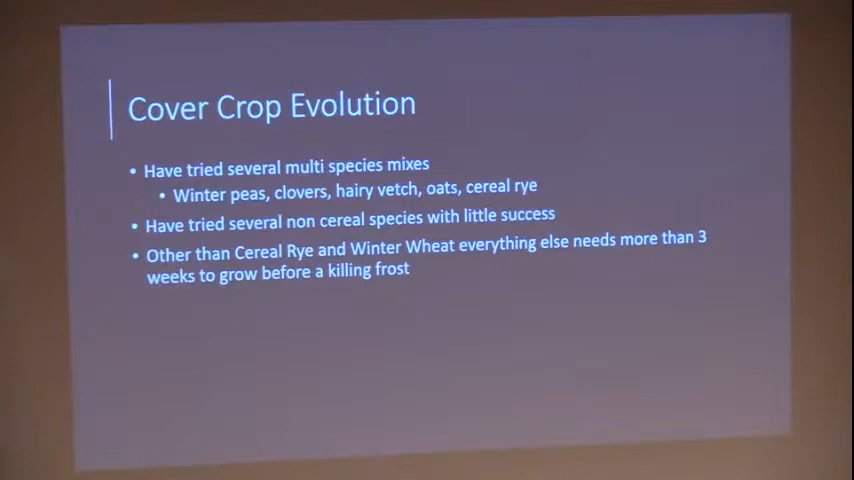 Cover Crop Evolution
• Have tried several multi species mixes
• Winter peas, clovers, hairy vetch, oats, cereal rye
• Have tried several non cereal species with little success
• Other than Cereal Rye and Winter Wheat everything else needs more than 3
weeks to grow before a killing frost